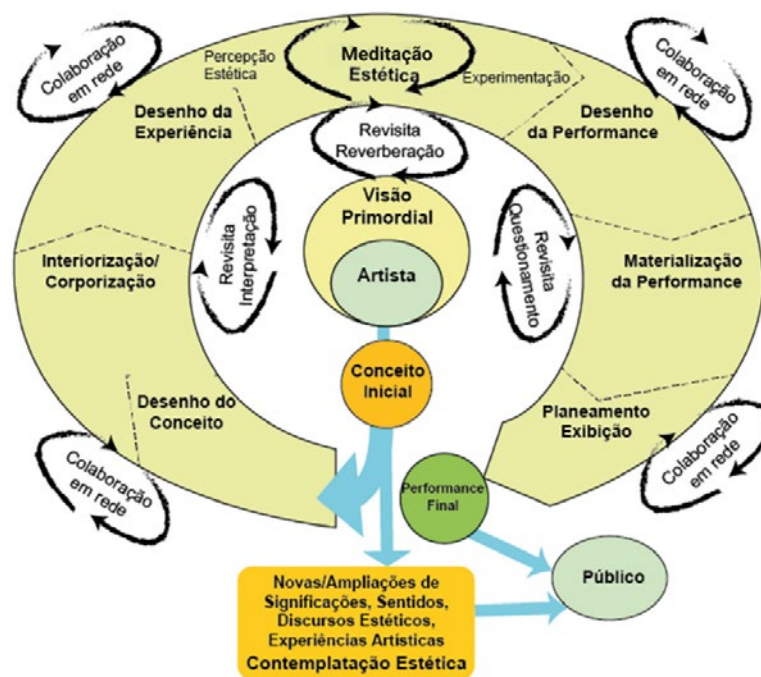 Colaboração
em rede
Percepção
Estética
Meditação
Estética
Experimentação
Colaboração
em rede
Desenho da
Experiência
Revisita
Reverberação
Desenho
da Performance
Visão
Primordial
Revisita
Interpretação
Revisita
Questionamento
Interiorização/
Corporização
Artista
Materialização
da Performance
Conceito
Inicial
Desenho do
Conceito
Planeamento
Exibição
Colaboração
em rede
Performance
Final
Colaboração
em rede
Público
Novas/Ampliações de
Significações, Sentidos,
Discursos Estéticos,
Experiências Artísticas
Contemplatação Estética